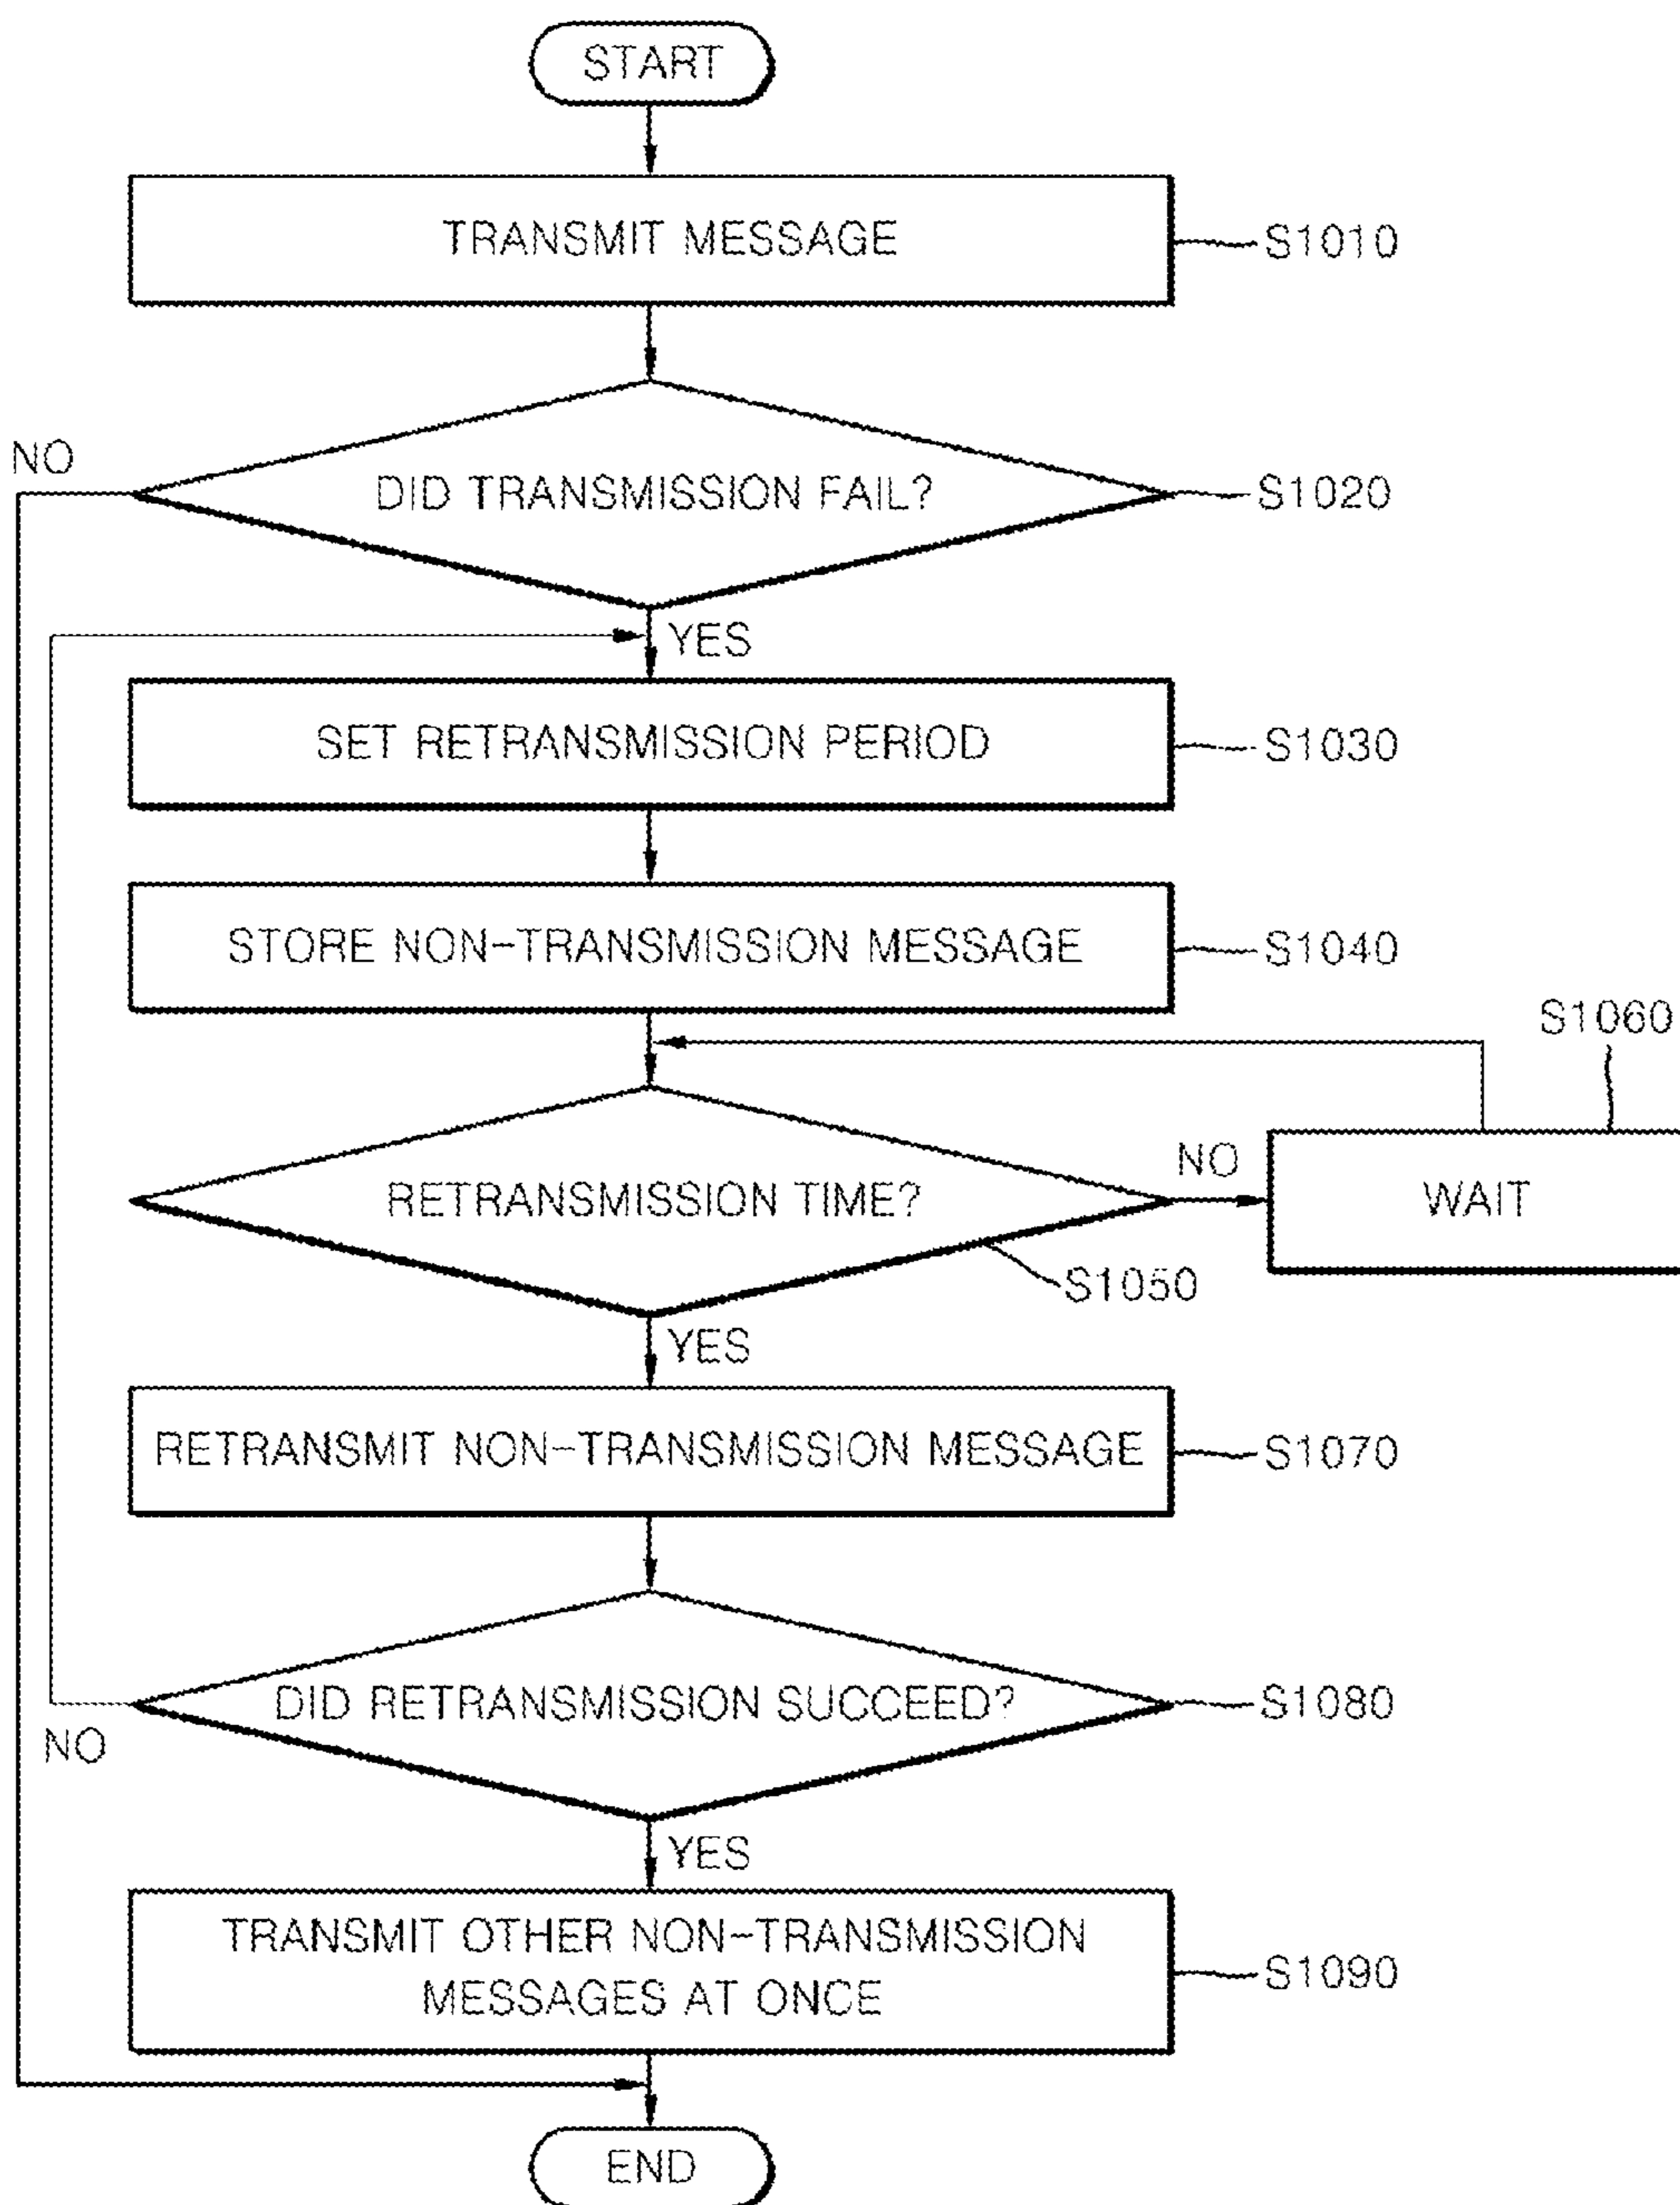 START
TRANSMIT MESSAGE
S1010
NO
DID TRANSMISSION FAIL?
S1020
YES
SET RETRANSMISSION PERIOD
S1030
STORE NON-TRANSMISSION MESSAGE
S1040
S1060
NO
RETRANSMISSION TIME?
WAIT
S1050
YES
RETRANSMIT NON-TRANSMISSION MESSAGE
S1070
DID RETRANSMISSION SUCCEED?
S1080
NO
YES
TRANSMIT OTHER NON-TRANSMISSION
MESSAGES AT ONCE
S1090
END